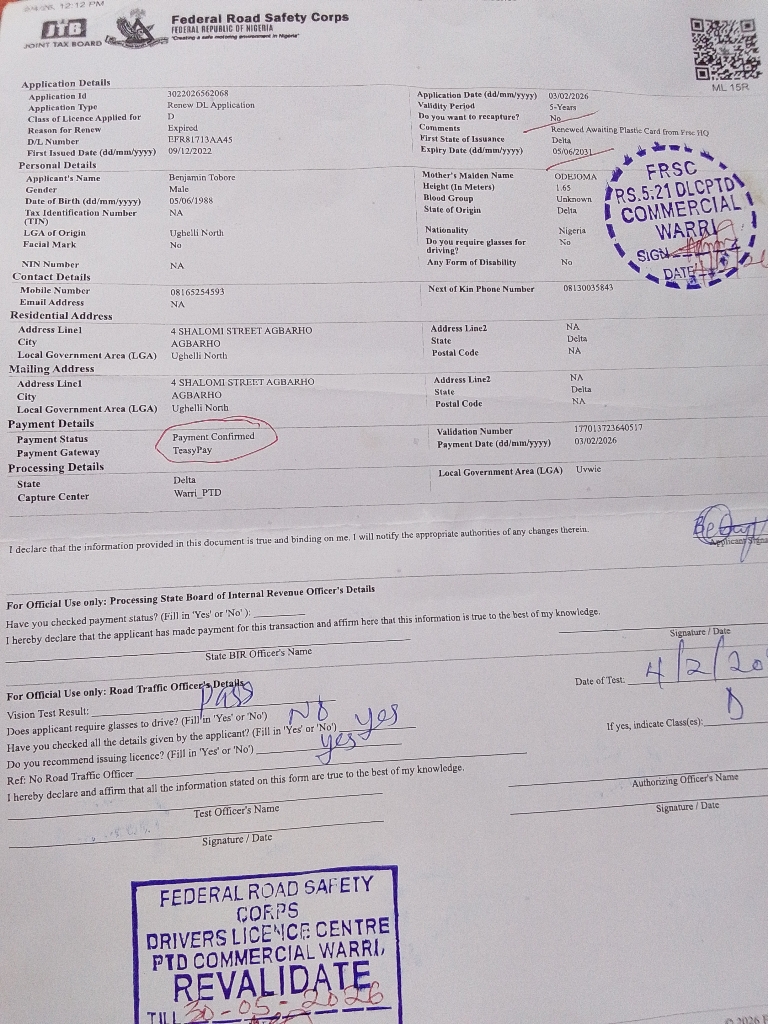 12:12 PM
JTB
JOINT TAX BOARD
Federal Road Safety Corps
FEDERAL REPUBLIC OF NIGERIA
"Creating a safe motoring environment in Nigeria"
ML 15R
Application Details
Application Id 3022026562068 Application Date (dd/mm/yyyy) 03/02/2026
Application Type Renew DL Application Validity Period 5-Years
Class of Licence Applied for D Do you want to recapture? No
Reason for Renew Expired Comments Renewed Awaiting Plastic Card from Frsc HQ
D/L Number EFR81713AA45 First State of Issuance Delta
First Issued Date (dd/mm/yyyy) 09/12/2022 Expiry Date (dd/mm/yyyy) 05/06/2031
Personal Details
Applicant's Name Benjamin Tobore Mother's Maiden Name ODEJOMA
Gender Male Height (In Meters) 1.65
Date of Birth (dd/mm/yyyy) 05/06/1988 Blood Group Unknown
Tax Identification Number (TIN) NA State of Origin Delta
LGA of Origin Ughelli North Nationality Nigeria
Facial Mark No Do you require glasses for driving? No
NIN Number NA Any Form of Disability No
FRSC
RS.5:21 DLCPTD
COMMERCIAL
WARRI
SIGN
DATE
Contact Details
Mobile Number 08165254593 Next of Kin Phone Number 08130035843
Email Address NA
Residential Address
Address Line1 4 SHALOMI STREET AGBARHO Address Line2 NA
City AGBARHO State Delta
Local Government Area (LGA) Ughelli North Postal Code NA
Mailing Address
Address Line1 4 SHALOMI STREET AGBARHO Address Line2 NA
City AGBARHO State Delta
Local Government Area (LGA) Ughelli North Postal Code NA
Payment Details
Payment Status Payment Confirmed Validation Number 177013723640517
Payment Gateway TeasyPay Payment Date (dd/mm/yyyy) 03/02/2026
Processing Details
State Delta Local Government Area (LGA) Uvwie
Capture Center Warri_PTD
I declare that the information provided in this document is true and binding on me. I will notify the appropriate authorities of any changes therein.
Applicant Signa
For Official Use only: Processing State Board of Internal Revenue Officer's Details
Have you checked payment status? (Fill in 'Yes' or 'No' ):
I hereby declare that the applicant has made payment for this transaction and affirm here that this information is true to the best of my knowledge.
State BIR Officer's Name Signature / Date
For Official Use only: Road Traffic Officer's Details
Vision Test Result: Pass Date of Test: 4/2/20
Does applicant require glasses to drive? (Fill in 'Yes' or 'No') No
Have you checked all the details given by the applicant? (Fill in 'Yes' or 'No') yes
Do you recommend issuing licence? (Fill in 'Yes' or 'No') yes If yes, indicate Class(es): D
Ref: No Road Traffic Officer
I hereby declare and affirm that all the information stated on this form are true to the best of my knowledge.
Test Officer's Name Authorizing Officer's Name
Signature / Date Signature / Date
FEDERAL ROAD SAFETY
CORPS
DRIVERS LICENCE CENTRE
PTD COMMERCIAL WARRI,
REVALIDATE
TILL 30-05-2026
© 2026 F